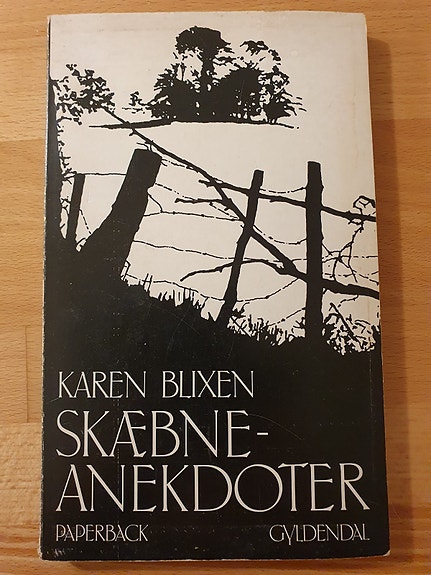 KAREN BLIXEN
SKÆBNE-
ANEKDOTER
PAPERBACK GYLDENDAL